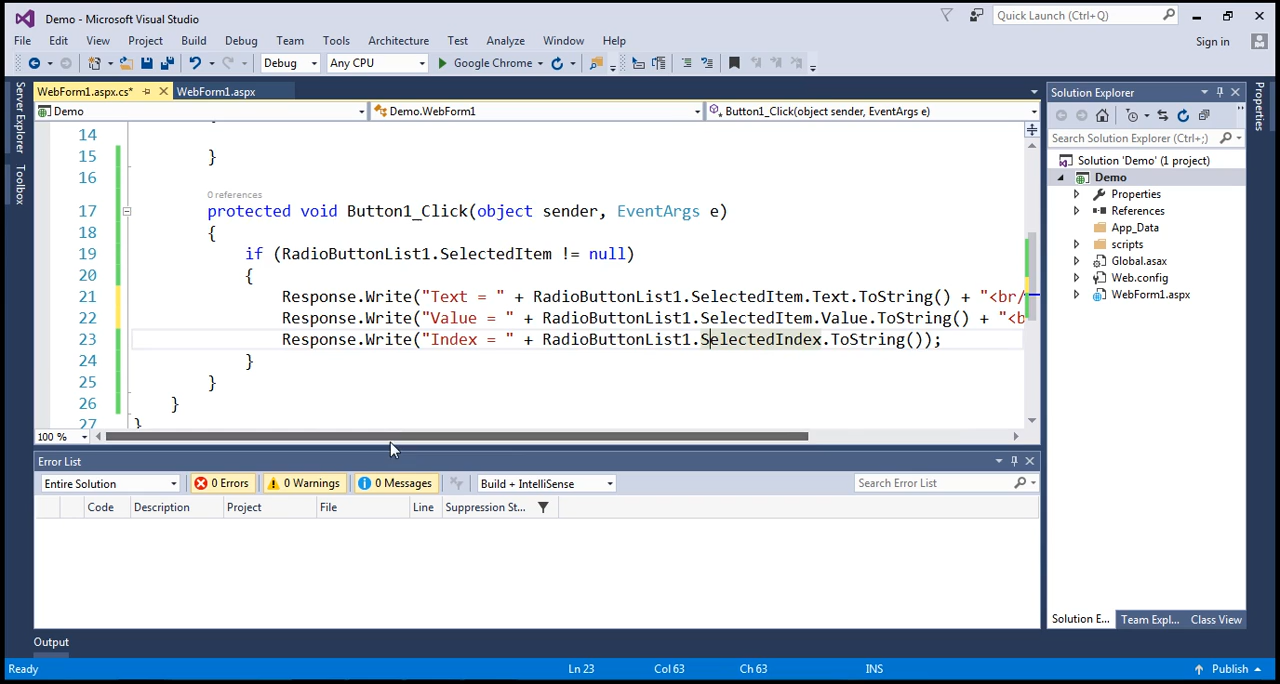 Demo - Microsoft Visual Studio
Quick Launch (Ctrl+Q)
File Edit View Project Build Debug Team Tools Architecture Test Analyze Window Help
Sign in
Debug Any CPU Google Chrome
Server Explorer
Toolbox
WebForm1.aspx.cs* WebForm1.aspx
Demo Demo.WebForm1 Button1_Click(object sender, EventArgs e)
14
15 }
16
0 references
17 protected void Button1_Click(object sender, EventArgs e)
18 {
19 if (RadioButtonList1.SelectedItem != null)
20 {
21 Response.Write("Text = " + RadioButtonList1.SelectedItem.Text.ToString() + "<br/
22 Response.Write("Value = " + RadioButtonList1.SelectedItem.Value.ToString() + "<b
23 Response.Write("Index = " + RadioButtonList1.SelectedIndex.ToString());
24 }
25 }
26 }
27 }
100 %
Error List
Entire Solution 0 Errors 0 Warnings 0 Messages Build + IntelliSense Search Error List
Code Description Project File Line Suppression St...
Output
Solution Explorer
Search Solution Explorer (Ctrl+;)
Solution 'Demo' (1 project)
Demo
Properties
References
App_Data
scripts
Global.asax
Web.config
WebForm1.aspx
Solution E... Team Expl... Class View
Properties
Ready Ln 23 Col 63 Ch 63 INS Publish